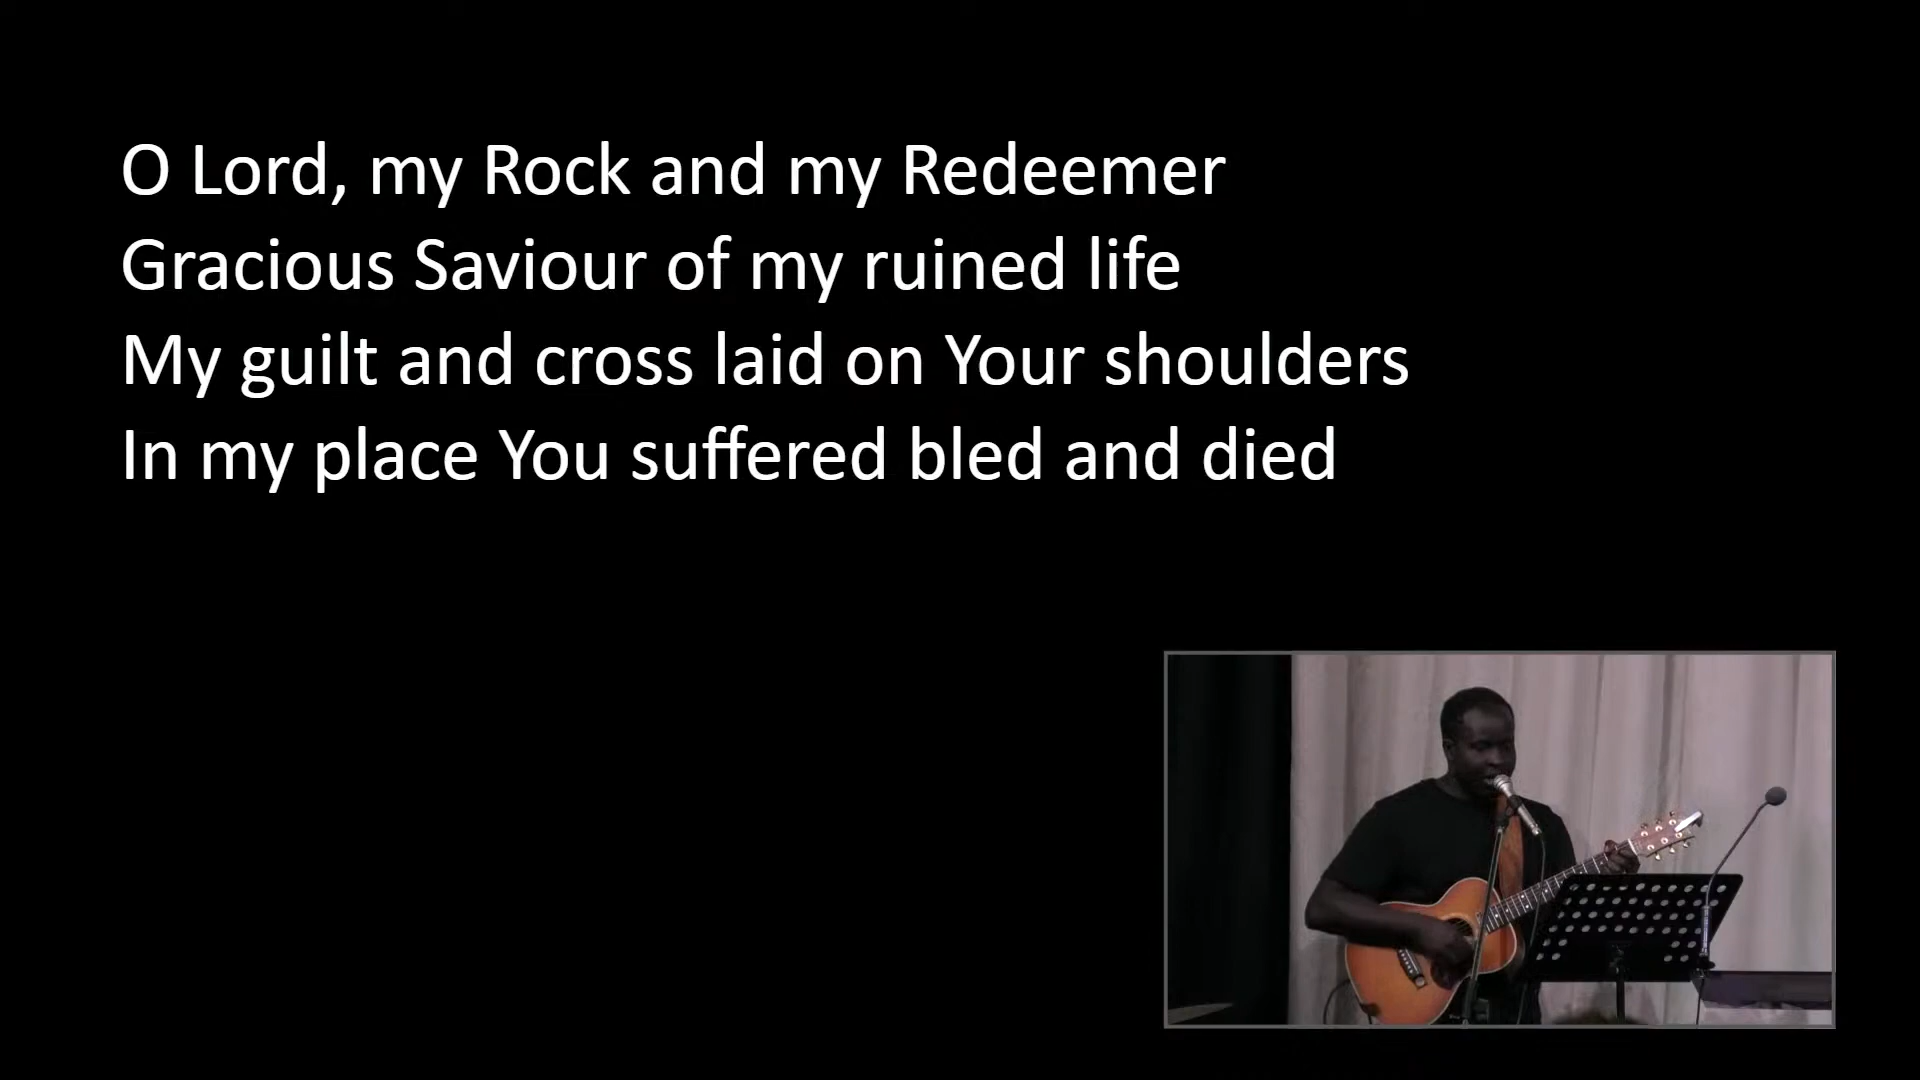 O Lord, my Rock and my Redeemer
Gracious Saviour of my ruined life
My guilt and cross laid on Your shoulders
In my place You suffered bled and died